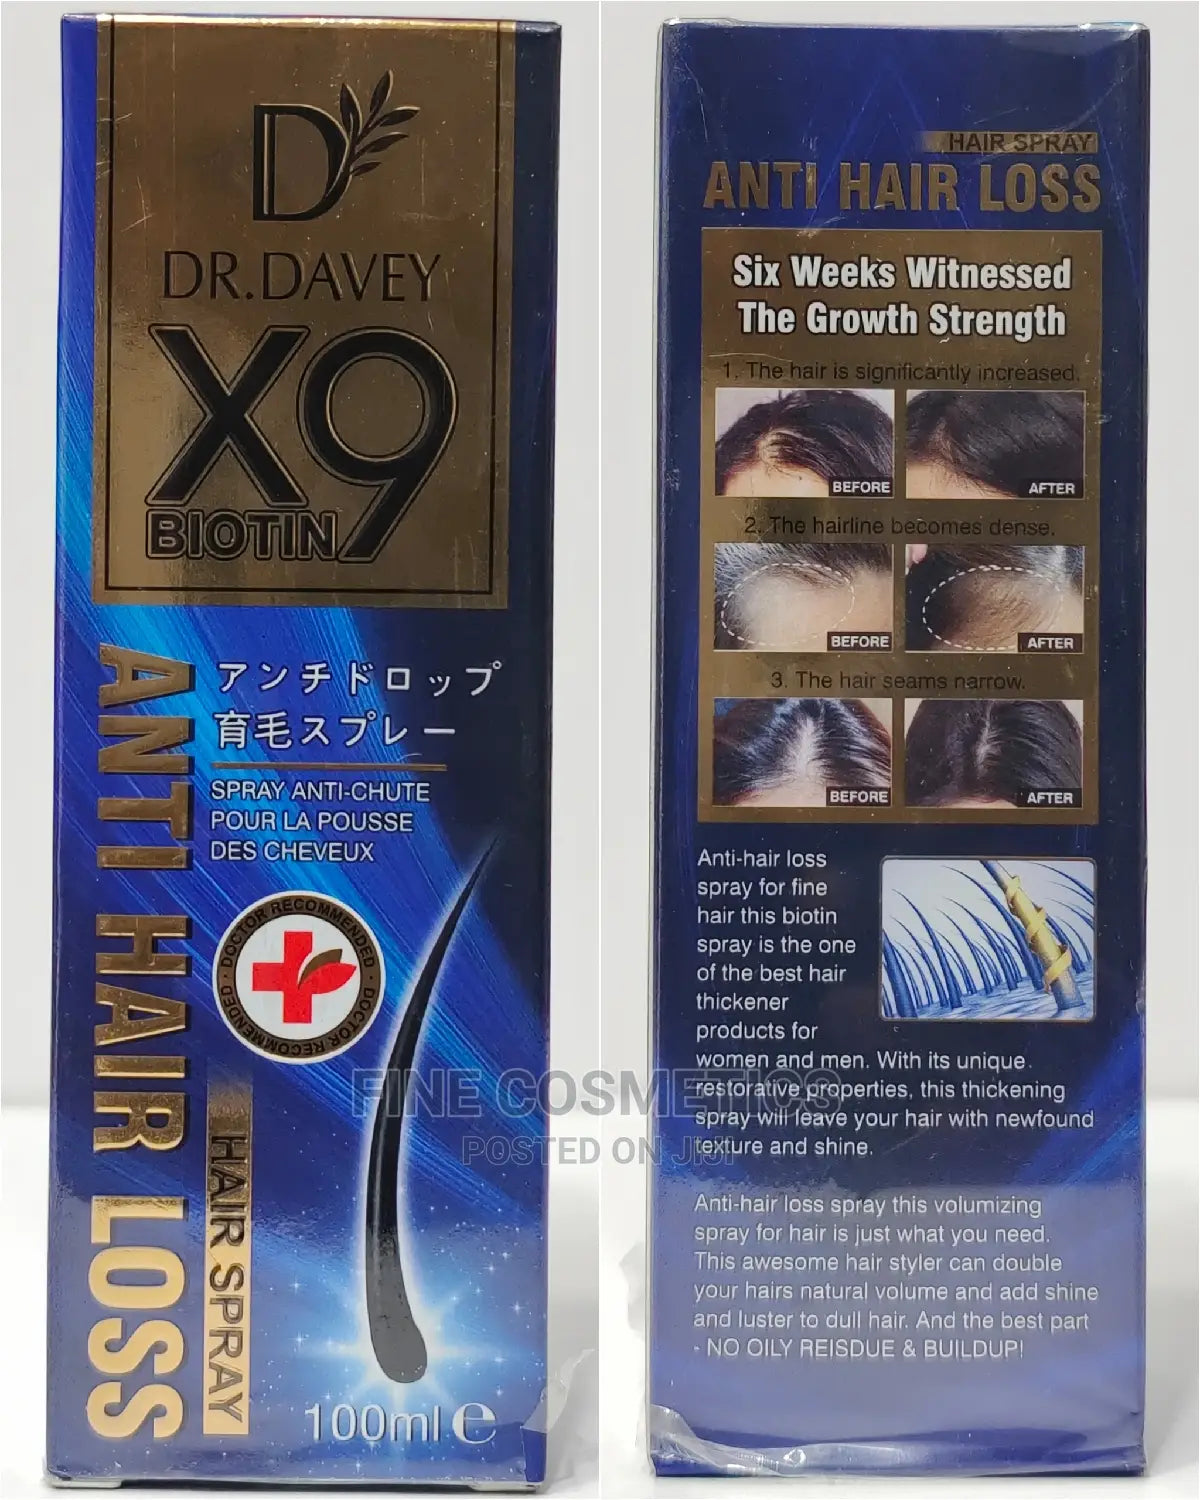 D
DR.DAVEY
X9
BIOTIN
ANTI HAIR LOSS
HAIR SPRAY
アンチドロップ
育毛スプレー
SPRAY ANTI-CHUTE
POUR LA POUSSE
DES CHEVEUX
DOCTOR RECOMMENDED · DOCTOR RECOMMENDED ·
100ml e
HAIR SPRAY
ANTI HAIR LOSS
Six Weeks Witnessed
The Growth Strength
1. The hair is significantly increased.
BEFORE
AFTER
2. The hairline becomes dense.
BEFORE
AFTER
3. The hair seams narrow.
BEFORE
AFTER
Anti-hair loss
spray for fine
hair this biotin
spray is the one
of the best hair
thickener
products for
women and men. With its unique
restorative properties, this thickening
spray will leave your hair with newfound
texture and shine.
Anti-hair loss spray this volumizing
spray for hair is just what you need.
This awesome hair styler can double
your hairs natural volume and add shine
and luster to dull hair. And the best part
- NO OILY REISDUE & BUILDUP!
FINE COSMETICS
POSTED ON JIJI